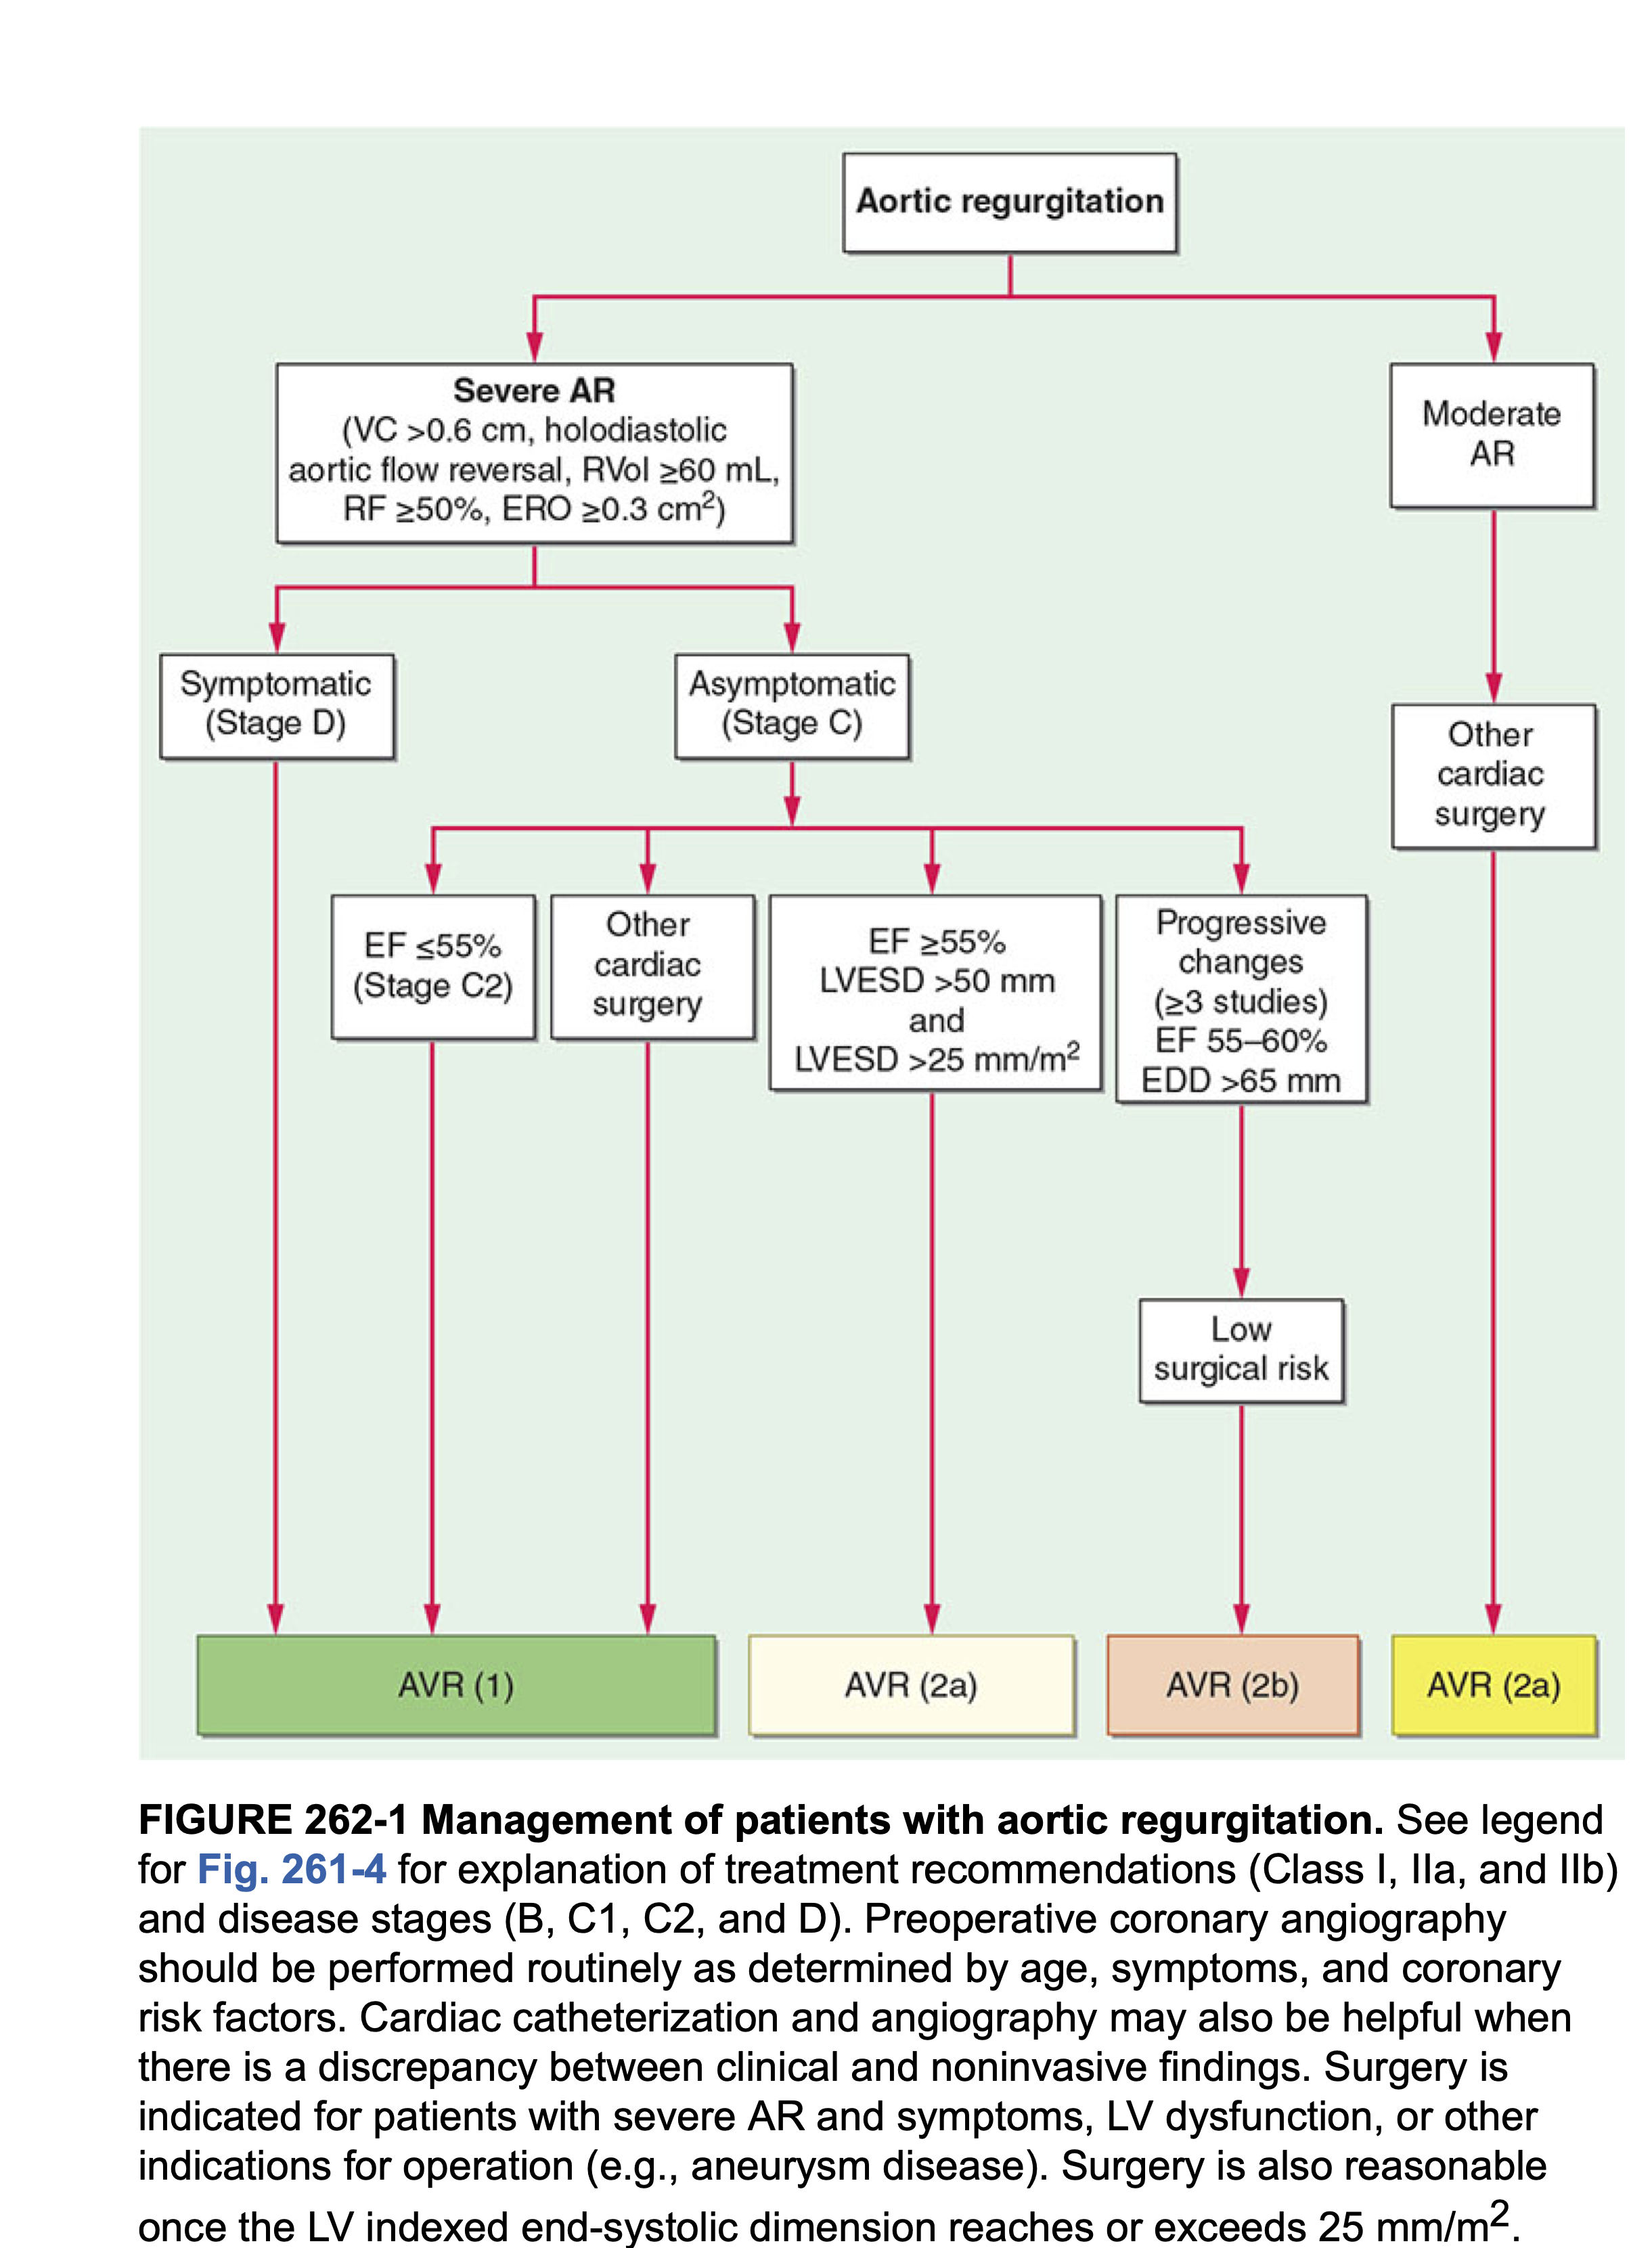 Aortic regurgitation
Severe AR
(VC >0.6 cm, holodiastolic
aortic flow reversal, RVol ≥60 mL,
RF ≥50%, ERO ≥0.3 cm²)
Moderate
AR
Symptomatic
(Stage D)
Asymptomatic
(Stage C)
Other
cardiac
surgery
EF ≤55%
(Stage C2)
Other
cardiac
surgery
EF ≥55%
LVESD >50 mm
and
LVESD >25 mm/m²
Progressive
changes
(≥3 studies)
EF 55–60%
EDD >65 mm
Low
surgical risk
AVR (1)
AVR (2a)
AVR (2b)
AVR (2a)
FIGURE 262-1 Management of patients with aortic regurgitation. See legend
for Fig. 261-4 for explanation of treatment recommendations (Class I, IIa, and IIb)
and disease stages (B, C1, C2, and D). Preoperative coronary angiography
should be performed routinely as determined by age, symptoms, and coronary
risk factors. Cardiac catheterization and angiography may also be helpful when
there is a discrepancy between clinical and noninvasive findings. Surgery is
indicated for patients with severe AR and symptoms, LV dysfunction, or other
indications for operation (e.g., aneurysm disease). Surgery is also reasonable
once the LV indexed end-systolic dimension reaches or exceeds 25 mm/m².